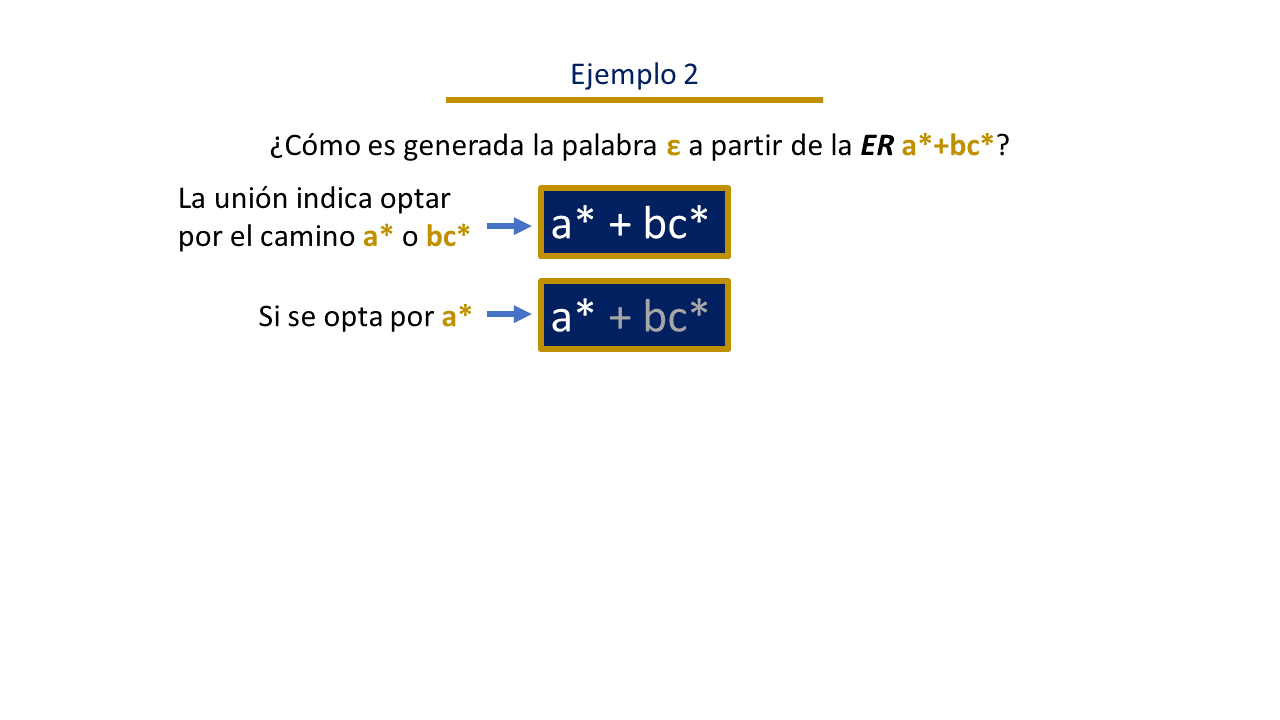 Ejemplo 2
¿Cómo es generada la palabra ε a partir de la ER a*+bc*?
La unión indica optar
por el camino a* o bc*
a* + bc*
Si se opta por a*
a* + bc*